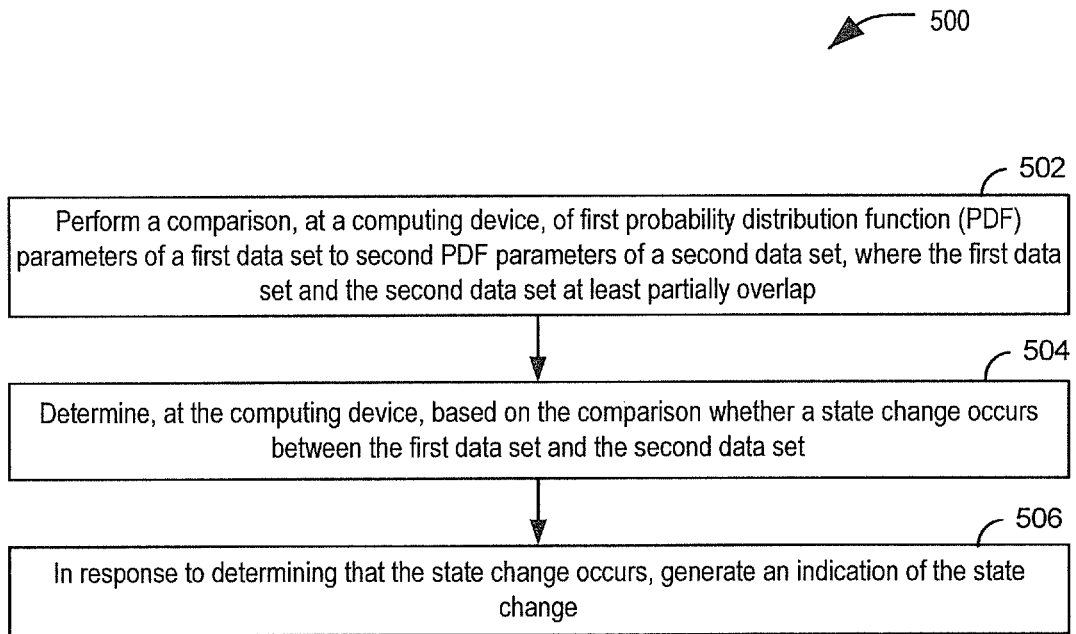 500
502
Perform a comparison, at a computing device, of first probability distribution function (PDF)
parameters of a first data set to second PDF parameters of a second data set, where the first data
set and the second data set at least partially overlap
504
Determine, at the computing device, based on the comparison whether a state change occurs
between the first data set and the second data set
506
In response to determining that the state change occurs, generate an indication of the state
change